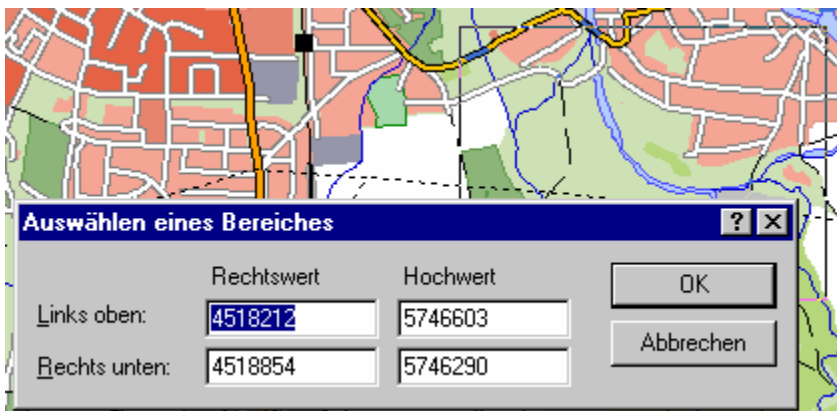 Auswählen eines Bereiches
Rechtswert Hochwert
Links oben: 4518212 5746603
Rechts unten: 4518854 5746290
OK
Abbrechen